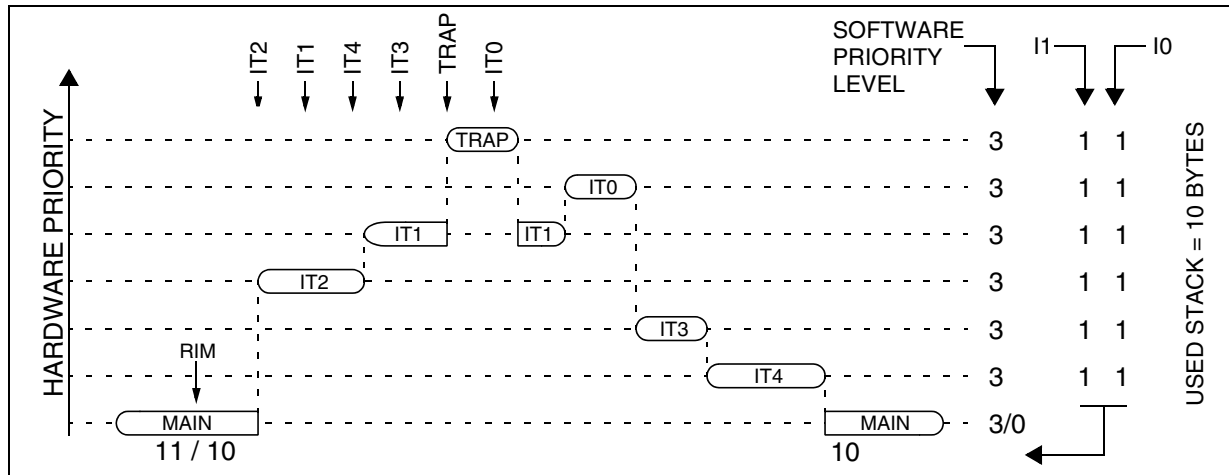 SOFTWARE
PRIORITY
LEVEL
I1
I0
IT2
IT1
IT4
IT3
TRAP
IT0
HARDWARE PRIORITY
TRAP
3
1 1
IT0
3
1 1
IT1
IT1
3
1 1
IT2
3
1 1
IT3
3
1 1
RIM
IT4
3
1 1
MAIN
MAIN
3/0
11 / 10
10
USED STACK = 10 BYTES